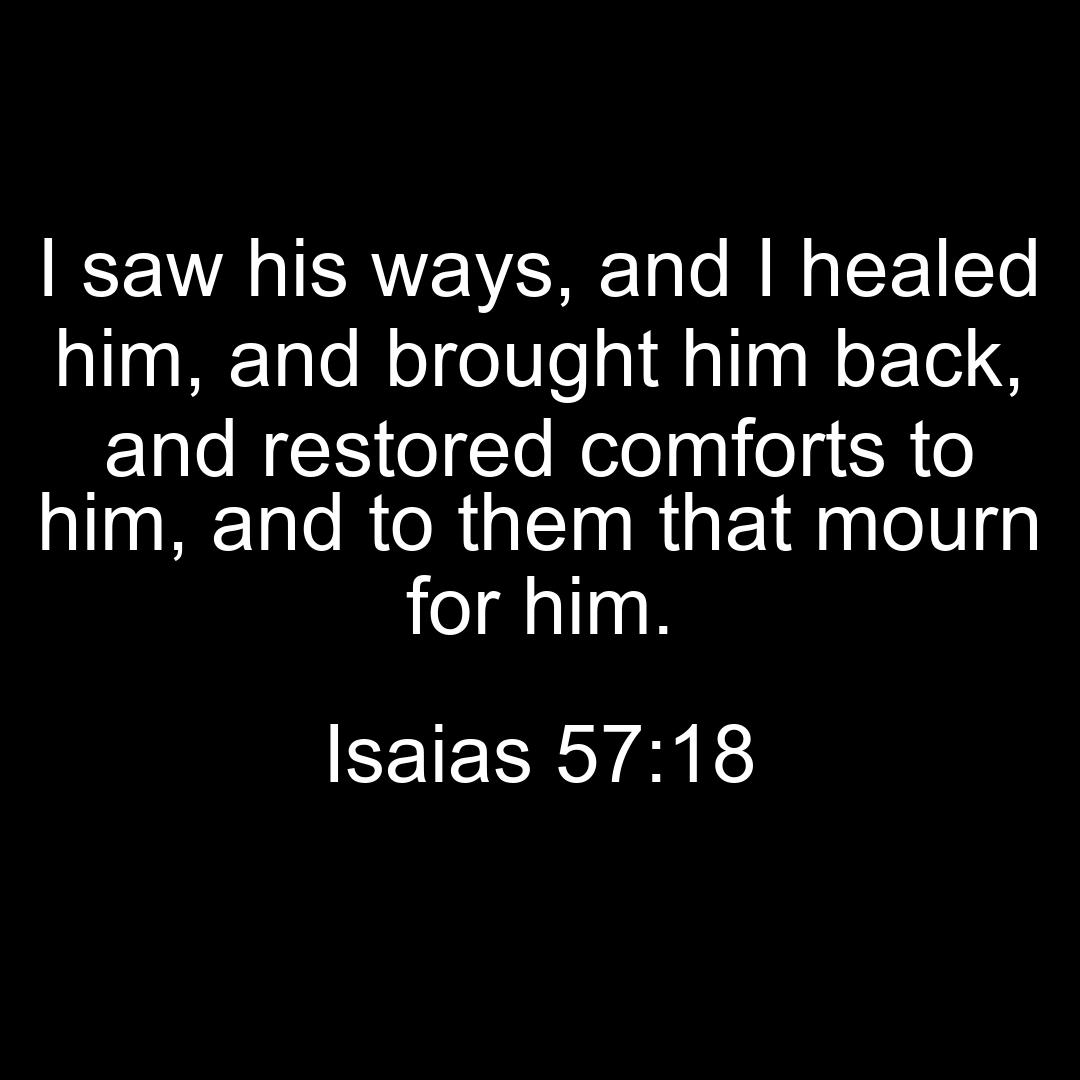 I saw his ways, and I healed
him, and brought him back,
and restored comforts to
him, and to them that mourn
for him.
Isaias 57:18